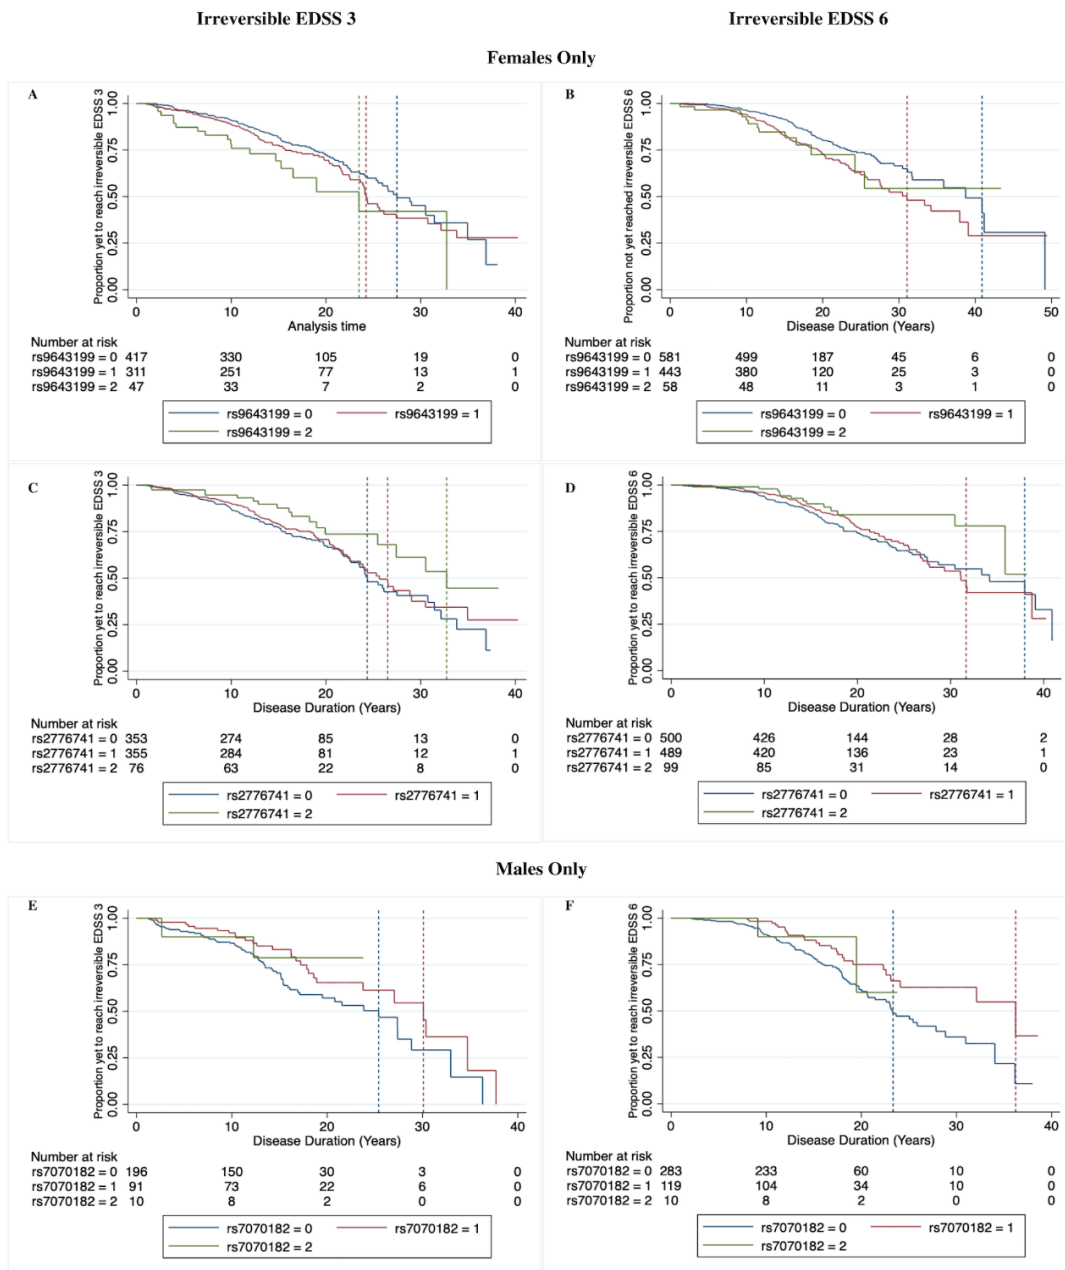 Irreversible EDSS 3
Irreversible EDSS 6
Females Only
A
Proportion yet to reach irreversible EDSS 3
1.00
0.75
0.50
0.25
0.00
0 10 20 30 40
Analysis time
Number at risk
rs9643199 = 0 417 330 105 19 0
rs9643199 = 1 311 251 77 13 1
rs9643199 = 2 47 33 7 2 0
rs9643199 = 0 rs9643199 = 1
rs9643199 = 2
B
Proportion not yet reached irreversible EDSS 6
1.00
0.75
0.50
0.25
0.00
0 10 20 30 40 50
Disease Duration (Years)
Number at risk
rs9643199 = 0 581 499 187 45 6 0
rs9643199 = 1 443 380 120 25 3 0
rs9643199 = 2 58 48 11 3 1 0
rs9643199 = 0 rs9643199 = 1
rs9643199 = 2
C
Proportion yet to reach irreversible EDSS 3
1.00
0.75
0.50
0.25
0.00
0 10 20 30 40
Disease Duration (Years)
Number at risk
rs2776741 = 0 353 274 85 13 0
rs2776741 = 1 355 284 81 12 1
rs2776741 = 2 76 63 22 8 0
rs2776741 = 0 rs2776741 = 1
rs2776741 = 2
D
Proportion yet to reach irreversible EDSS 6
1.00
0.75
0.50
0.25
0.00
0 10 20 30 40
Disease Duration (Years)
Number at risk
rs2776741 = 0 500 426 144 28 2
rs2776741 = 1 489 420 136 23 1
rs2776741 = 2 99 85 31 14 0
rs2776741 = 0 rs2776741 = 1
rs2776741 = 2
Males Only
E
Proportion yet to reach irreversible EDSS 3
1.00
0.75
0.50
0.25
0.00
0 10 20 30 40
Disease Duration (Years)
Number at risk
rs7070182 = 0 196 150 30 3 0
rs7070182 = 1 91 73 22 6 0
rs7070182 = 2 10 8 2 0 0
rs7070182 = 0 rs7070182 = 1
rs7070182 = 2
F
Proportion yet to reach irreversible EDSS 6
1.00
0.75
0.50
0.25
0.00
0 10 20 30 40
Disease Duration (Years)
Number at risk
rs7070182 = 0 283 233 60 10 0
rs7070182 = 1 119 104 34 10 0
rs7070182 = 2 10 8 2 0 0
rs7070182 = 0 rs7070182 = 1
rs7070182 = 2